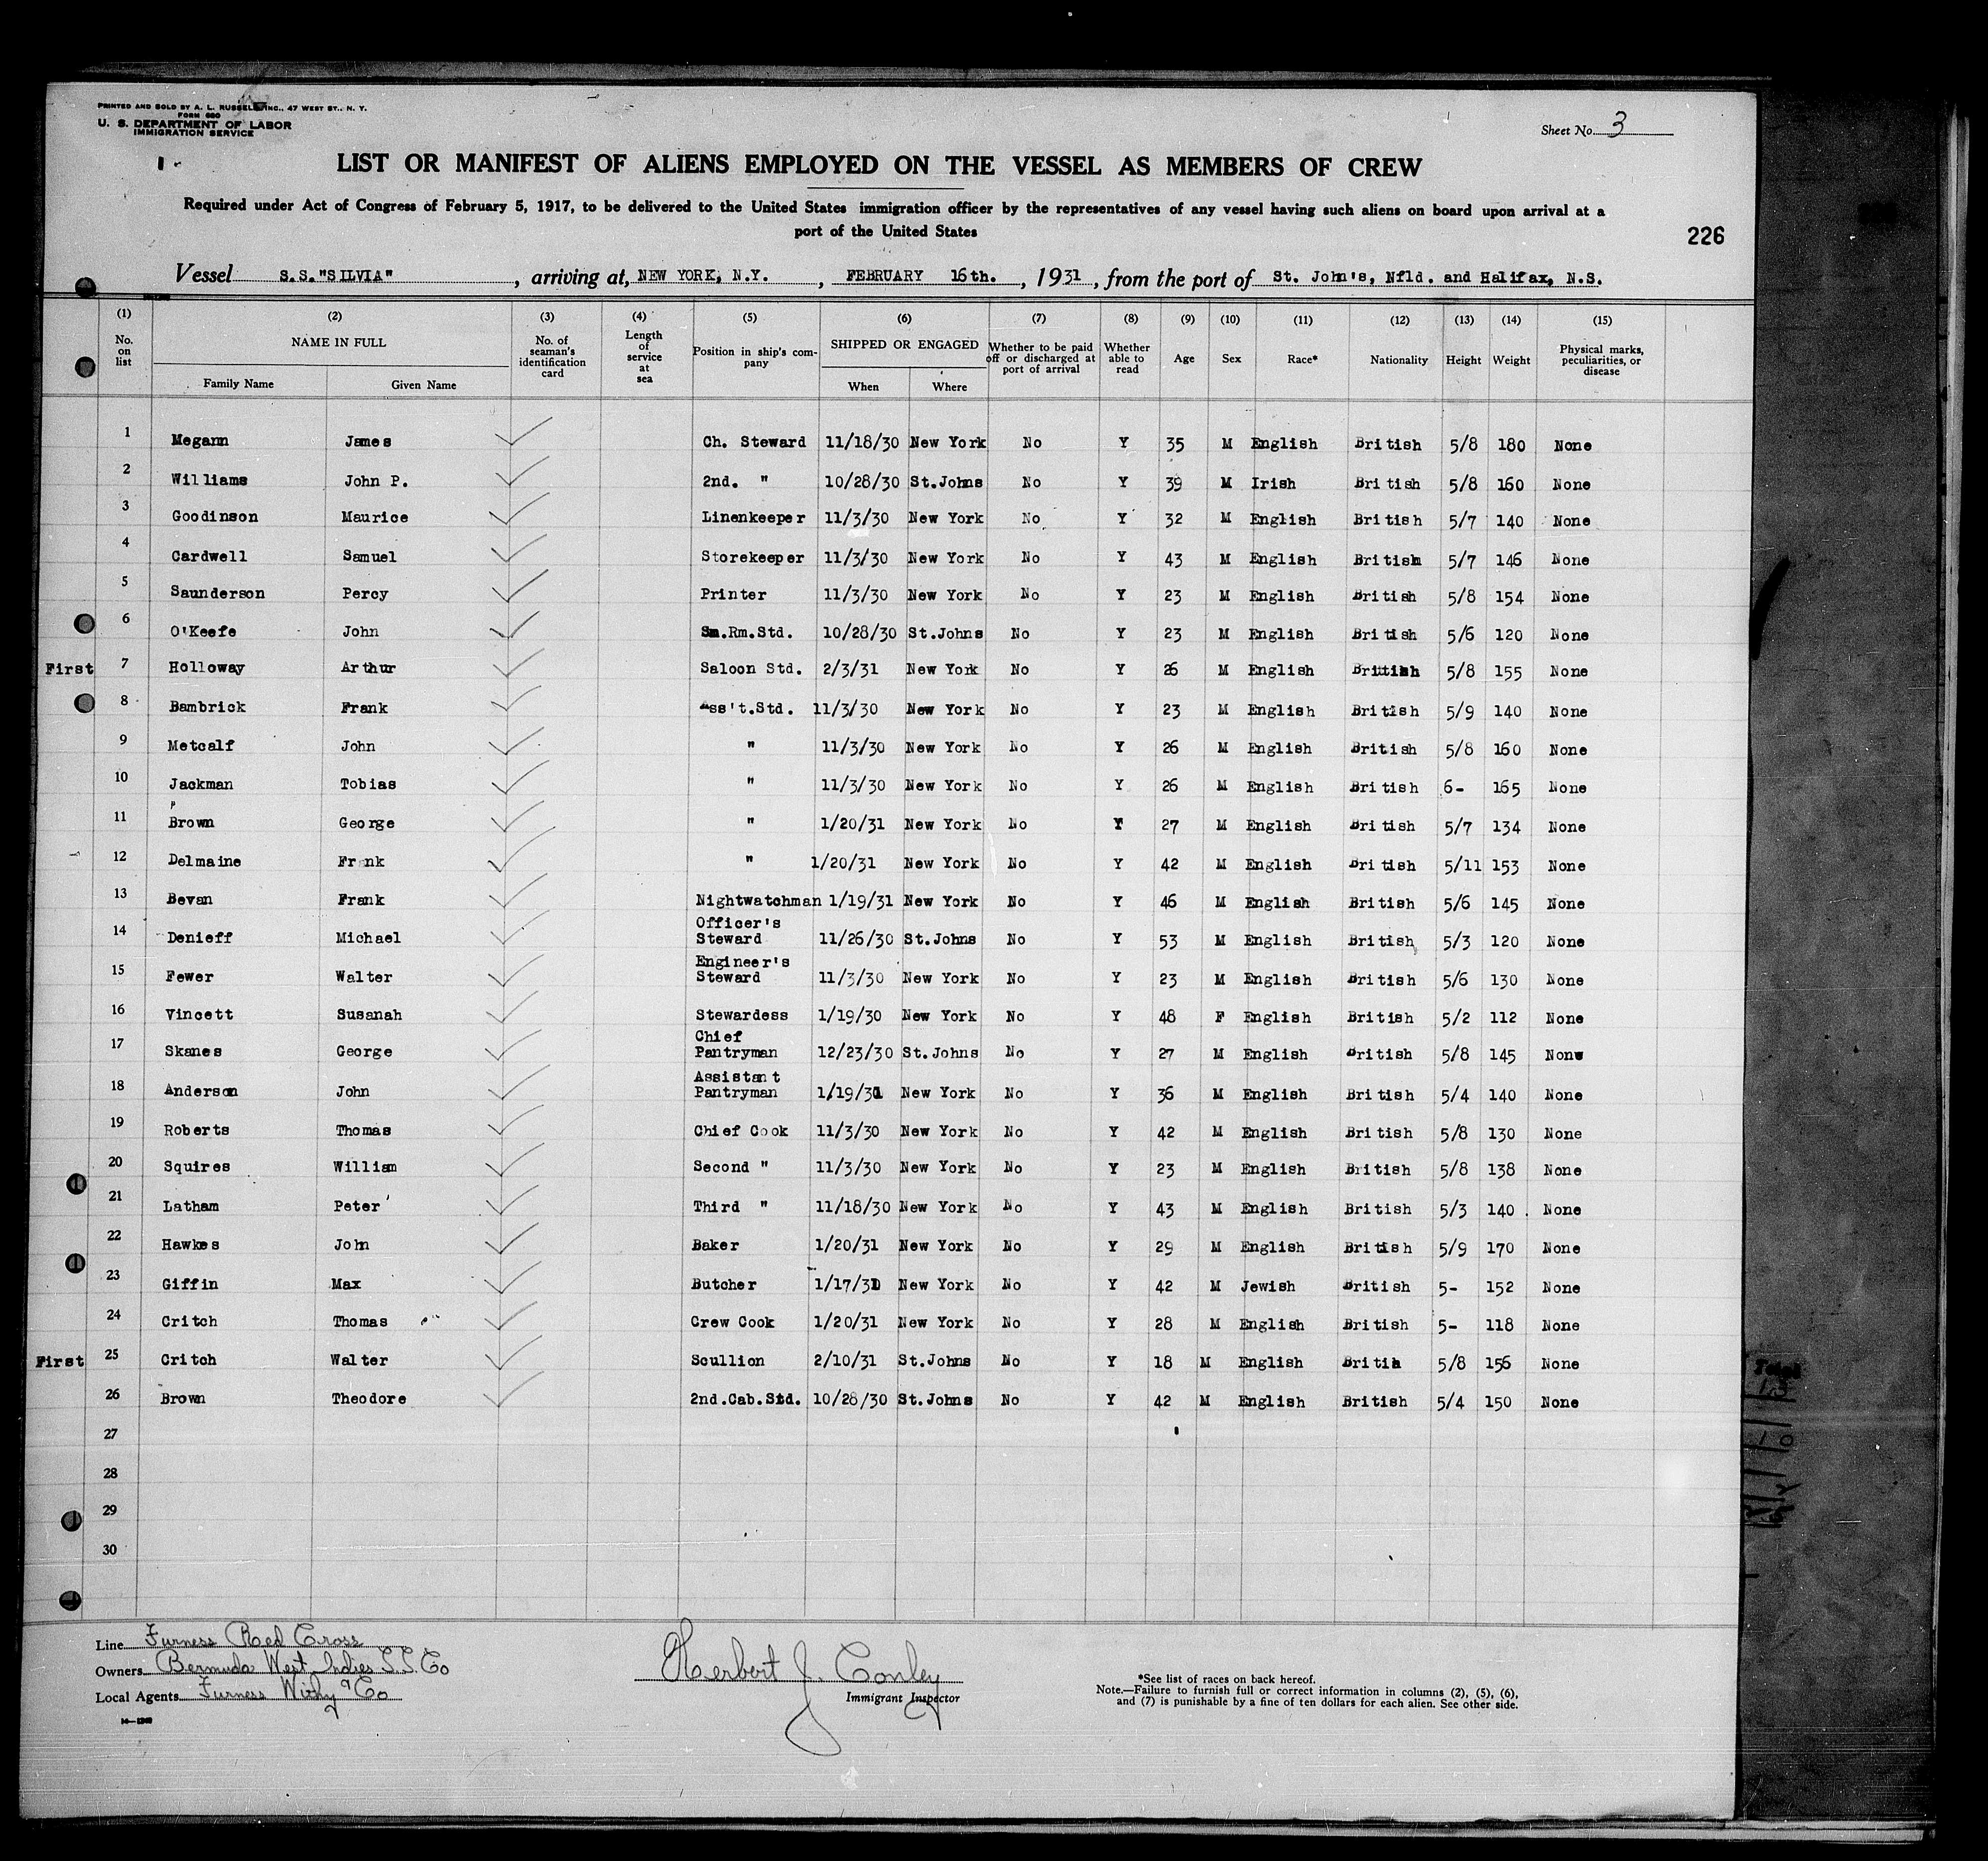 PRINTED AND SOLD BY A. L. RUSSELL, INC., 47 WEST ST., N. Y.
FORM 680
U. S. DEPARTMENT OF LABOR
IMMIGRATION SERVICE
Sheet No. 3
LIST OR MANIFEST OF ALIENS EMPLOYED ON THE VESSEL AS MEMBERS OF CREW
Required under Act of Congress of February 5, 1917, to be delivered to the United States immigration officer by the representatives of any vessel having such aliens on board upon arrival at a
port of the United States
226
Vessel S.S."SILVIA" , arriving at, NEW YORK, N.Y. , FEBRUARY 16th. , 1931 , from the port of St. John's, Nfld. and Halifax, N.S.
(1) (2) (3) (4) (5) (6) (7) (8) (9) (10) (11) (12) (13) (14) (15)
No. on list NAME IN FULL Family Name Given Name No. of seaman's identification card Length of service at sea Position in ship's company SHIPPED OR ENGAGED When Where Whether to be paid off or discharged at port of arrival Whether able to read Age Sex Race* Nationality Height Weight Physical marks, peculiarities, or disease
1 Megann James Ch. Steward 11/18/30 New York No Y 35 M English British 5/8 180 None
2 Williams John P. 2nd. " 10/28/30 St.Johns No Y 39 M Irish British 5/8 160 None
3 Goodinson Maurice Linenkeeper 11/3/30 New York No Y 32 M English British 5/7 140 None
4 Cardwell Samuel Storekeeper 11/3/30 New York No Y 43 M English British 5/7 146 None
5 Saunderson Percy Printer 11/3/30 New York No Y 23 M English British 5/8 154 None
6 O'Keefe John Sm.Rm.Std. 10/28/30 St.Johns No Y 23 M English British 5/6 120 None
First 7 Holloway Arthur Saloon Std. 2/3/31 New York No Y 26 M English British 5/8 155 None
8 Bambrick Frank Ass't.Std. 11/3/30 New York No Y 23 M English British 5/9 140 None
9 Metcalf John " 11/3/30 New York No Y 26 M English British 5/8 160 None
10 Jackman Tobias " 11/3/30 New York No Y 26 M English British 6- 165 None
11 Brown George " 1/20/31 New York No Y 27 M English British 5/7 134 None
12 Delmaine Frank " 1/20/31 New York No Y 42 M English British 5/11 153 None
13 Bevan Frank Nightwatchman 1/19/31 New York No Y 46 M English British 5/6 145 None
14 Denieff Michael Officer's Steward 11/26/30 St.Johns No Y 53 M English British 5/3 120 None
15 Fewer Walter Engineer's Steward 11/3/30 New York No Y 23 M English British 5/6 130 None
16 Vincett Susanah Stewardess 1/19/30 New York No Y 48 F English British 5/2 112 None
17 Skanes George Chief Pantryman 12/23/30 St.Johns No Y 27 M English British 5/8 145 None
18 Anderson John Assistant Pantryman 1/19/31 New York No Y 36 M English British 5/4 140 None
19 Roberts Thomas Chief Cook 11/3/30 New York No Y 42 M English British 5/8 130 None
20 Squires William Second " 11/3/30 New York No Y 23 M English British 5/8 138 None
21 Latham Peter Third " 11/18/30 New York No Y 43 M English British 5/3 140 None
22 Hawkes John Baker 1/20/31 New York No Y 29 M English British 5/9 170 None
23 Giffin Max Butcher 1/17/31 New York No Y 42 M Jewish British 5- 152 None
24 Critch Thomas Crew Cook 1/20/31 New York No Y 28 M English British 5- 118 None
First 25 Critch Walter Scullion 2/10/31 St.Johns No Y 18 M English Britih 5/8 156 None
26 Brown Theodore 2nd.Cab.Std. 10/28/30 St.Johns No Y 42 M English British 5/4 150 None
27
28
29
30
Line Furness Red Cross
Owners Bermuda West Indies S.S. Co
Local Agents Furness Withy & Co
Herbert J. Conley
Immigrant Inspector
*See list of races on back hereof.
Note.—Failure to furnish full or correct information in columns (2), (5), (6),
and (7) is punishable by a fine of ten dollars for each alien. See other side.